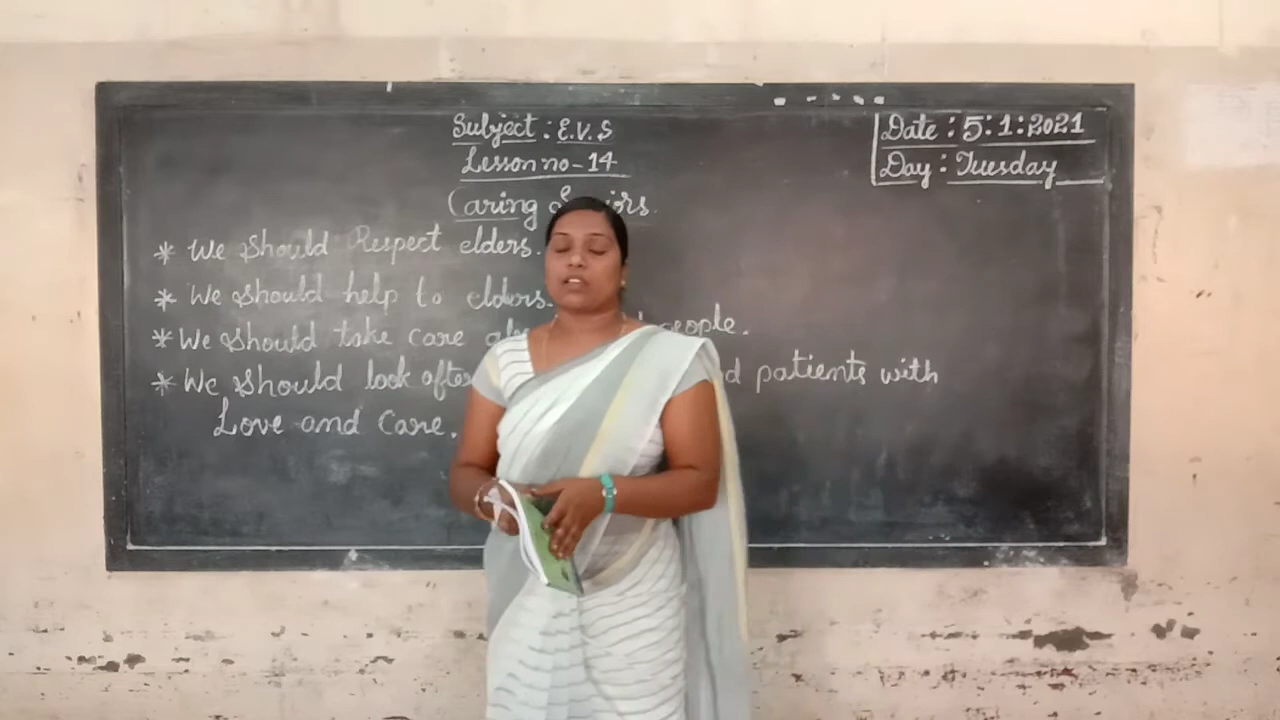 Subject : E.V.S
Lesson no - 14
Date : 5:1:2021
Day : Tuesday
Caring
* We should Respect elders.
* We should help to elders.
* We should take care people.
* We should look after patients with
Love and Care.